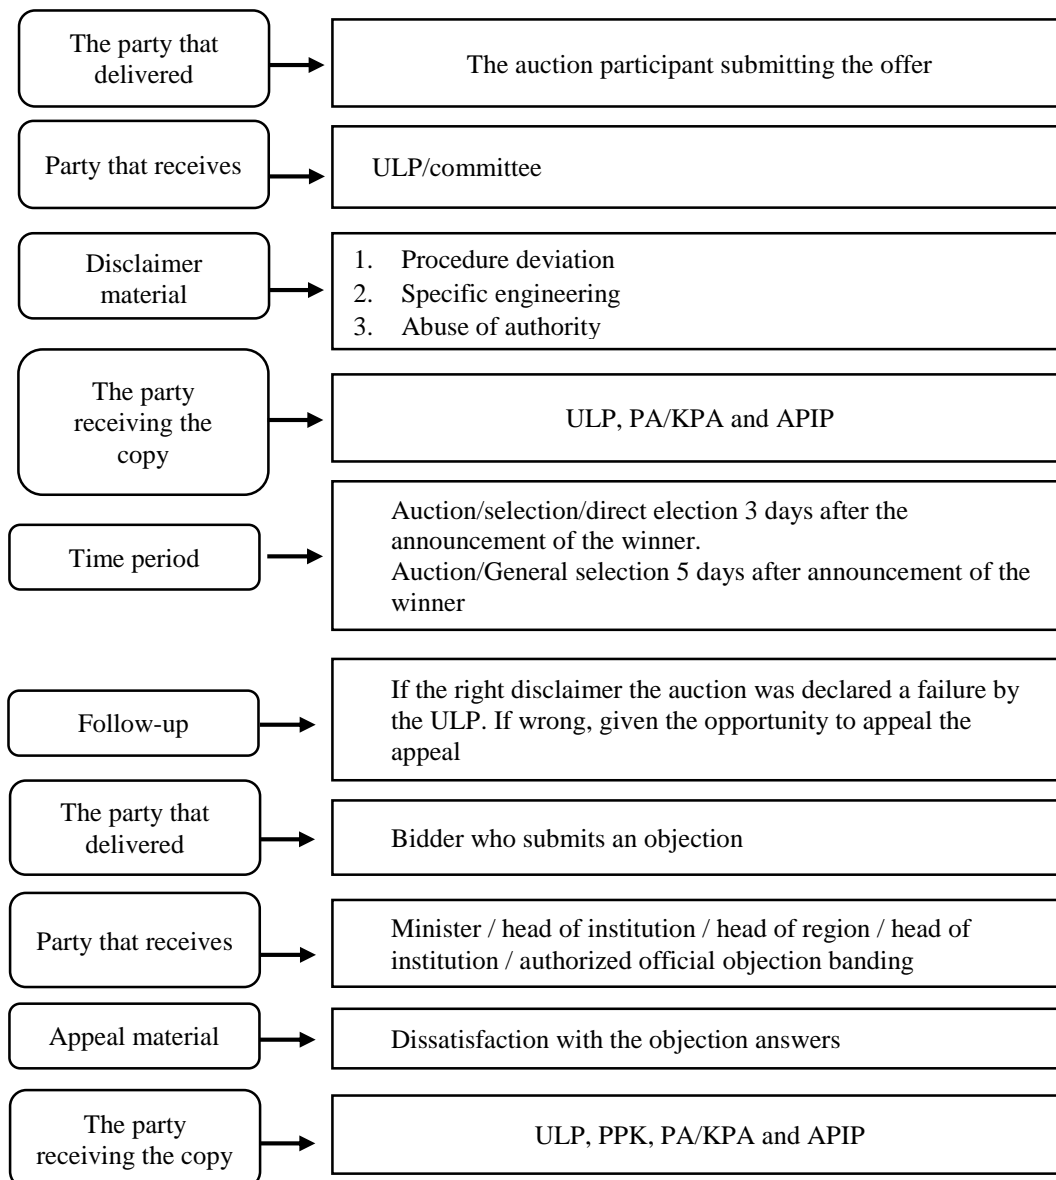 The party that
delivered
The auction participant submitting the offer
Party that receives
ULP/committee
Disclaimer
material
1. Procedure deviation
2. Specific engineering
3. Abuse of authority
The party
receiving the
copy
ULP, PA/KPA and APIP
Time period
Auction/selection/direct election 3 days after the
announcement of the winner.
Auction/General selection 5 days after announcement of the
winner
Follow-up
If the right disclaimer the auction was declared a failure by
the ULP. If wrong, given the opportunity to appeal the
appeal
The party that
delivered
Bidder who submits an objection
Party that receives
Minister / head of institution / head of region / head of
institution / authorized official objection banding
Appeal material
Dissatisfaction with the objection answers
The party
receiving the copy
ULP, PPK, PA/KPA and APIP